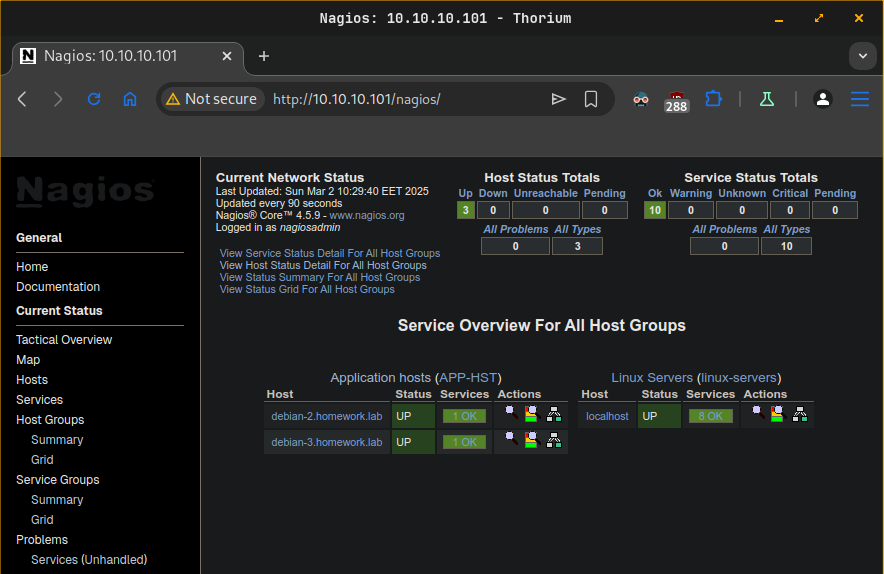 Nagios: 10.10.10.101 - Thorium
Nagios: 10.10.10.101
Not secure http://10.10.10.101/nagios/
288
Nagios®
General
Home
Documentation
Current Status
Tactical Overview
Map
Hosts
Services
Host Groups
Summary
Grid
Service Groups
Summary
Grid
Problems
Services (Unhandled)
Current Network Status
Last Updated: Sun Mar 2 10:29:40 EET 2025
Updated every 90 seconds
Nagios® Core™ 4.5.9 - www.nagios.org
Logged in as nagiosadmin
View Service Status Detail For All Host Groups
View Host Status Detail For All Host Groups
View Status Summary For All Host Groups
View Status Grid For All Host Groups
Host Status Totals
Up Down Unreachable Pending
3 0 0 0
All Problems All Types
0 3
Service Status Totals
Ok Warning Unknown Critical Pending
10 0 0 0 0
All Problems All Types
0 10
Service Overview For All Host Groups
Application hosts (APP-HST)
Host Status Services Actions
debian-2.homework.lab UP 1 OK
debian-3.homework.lab UP 1 OK
Linux Servers (linux-servers)
Host Status Services Actions
localhost UP 8 OK